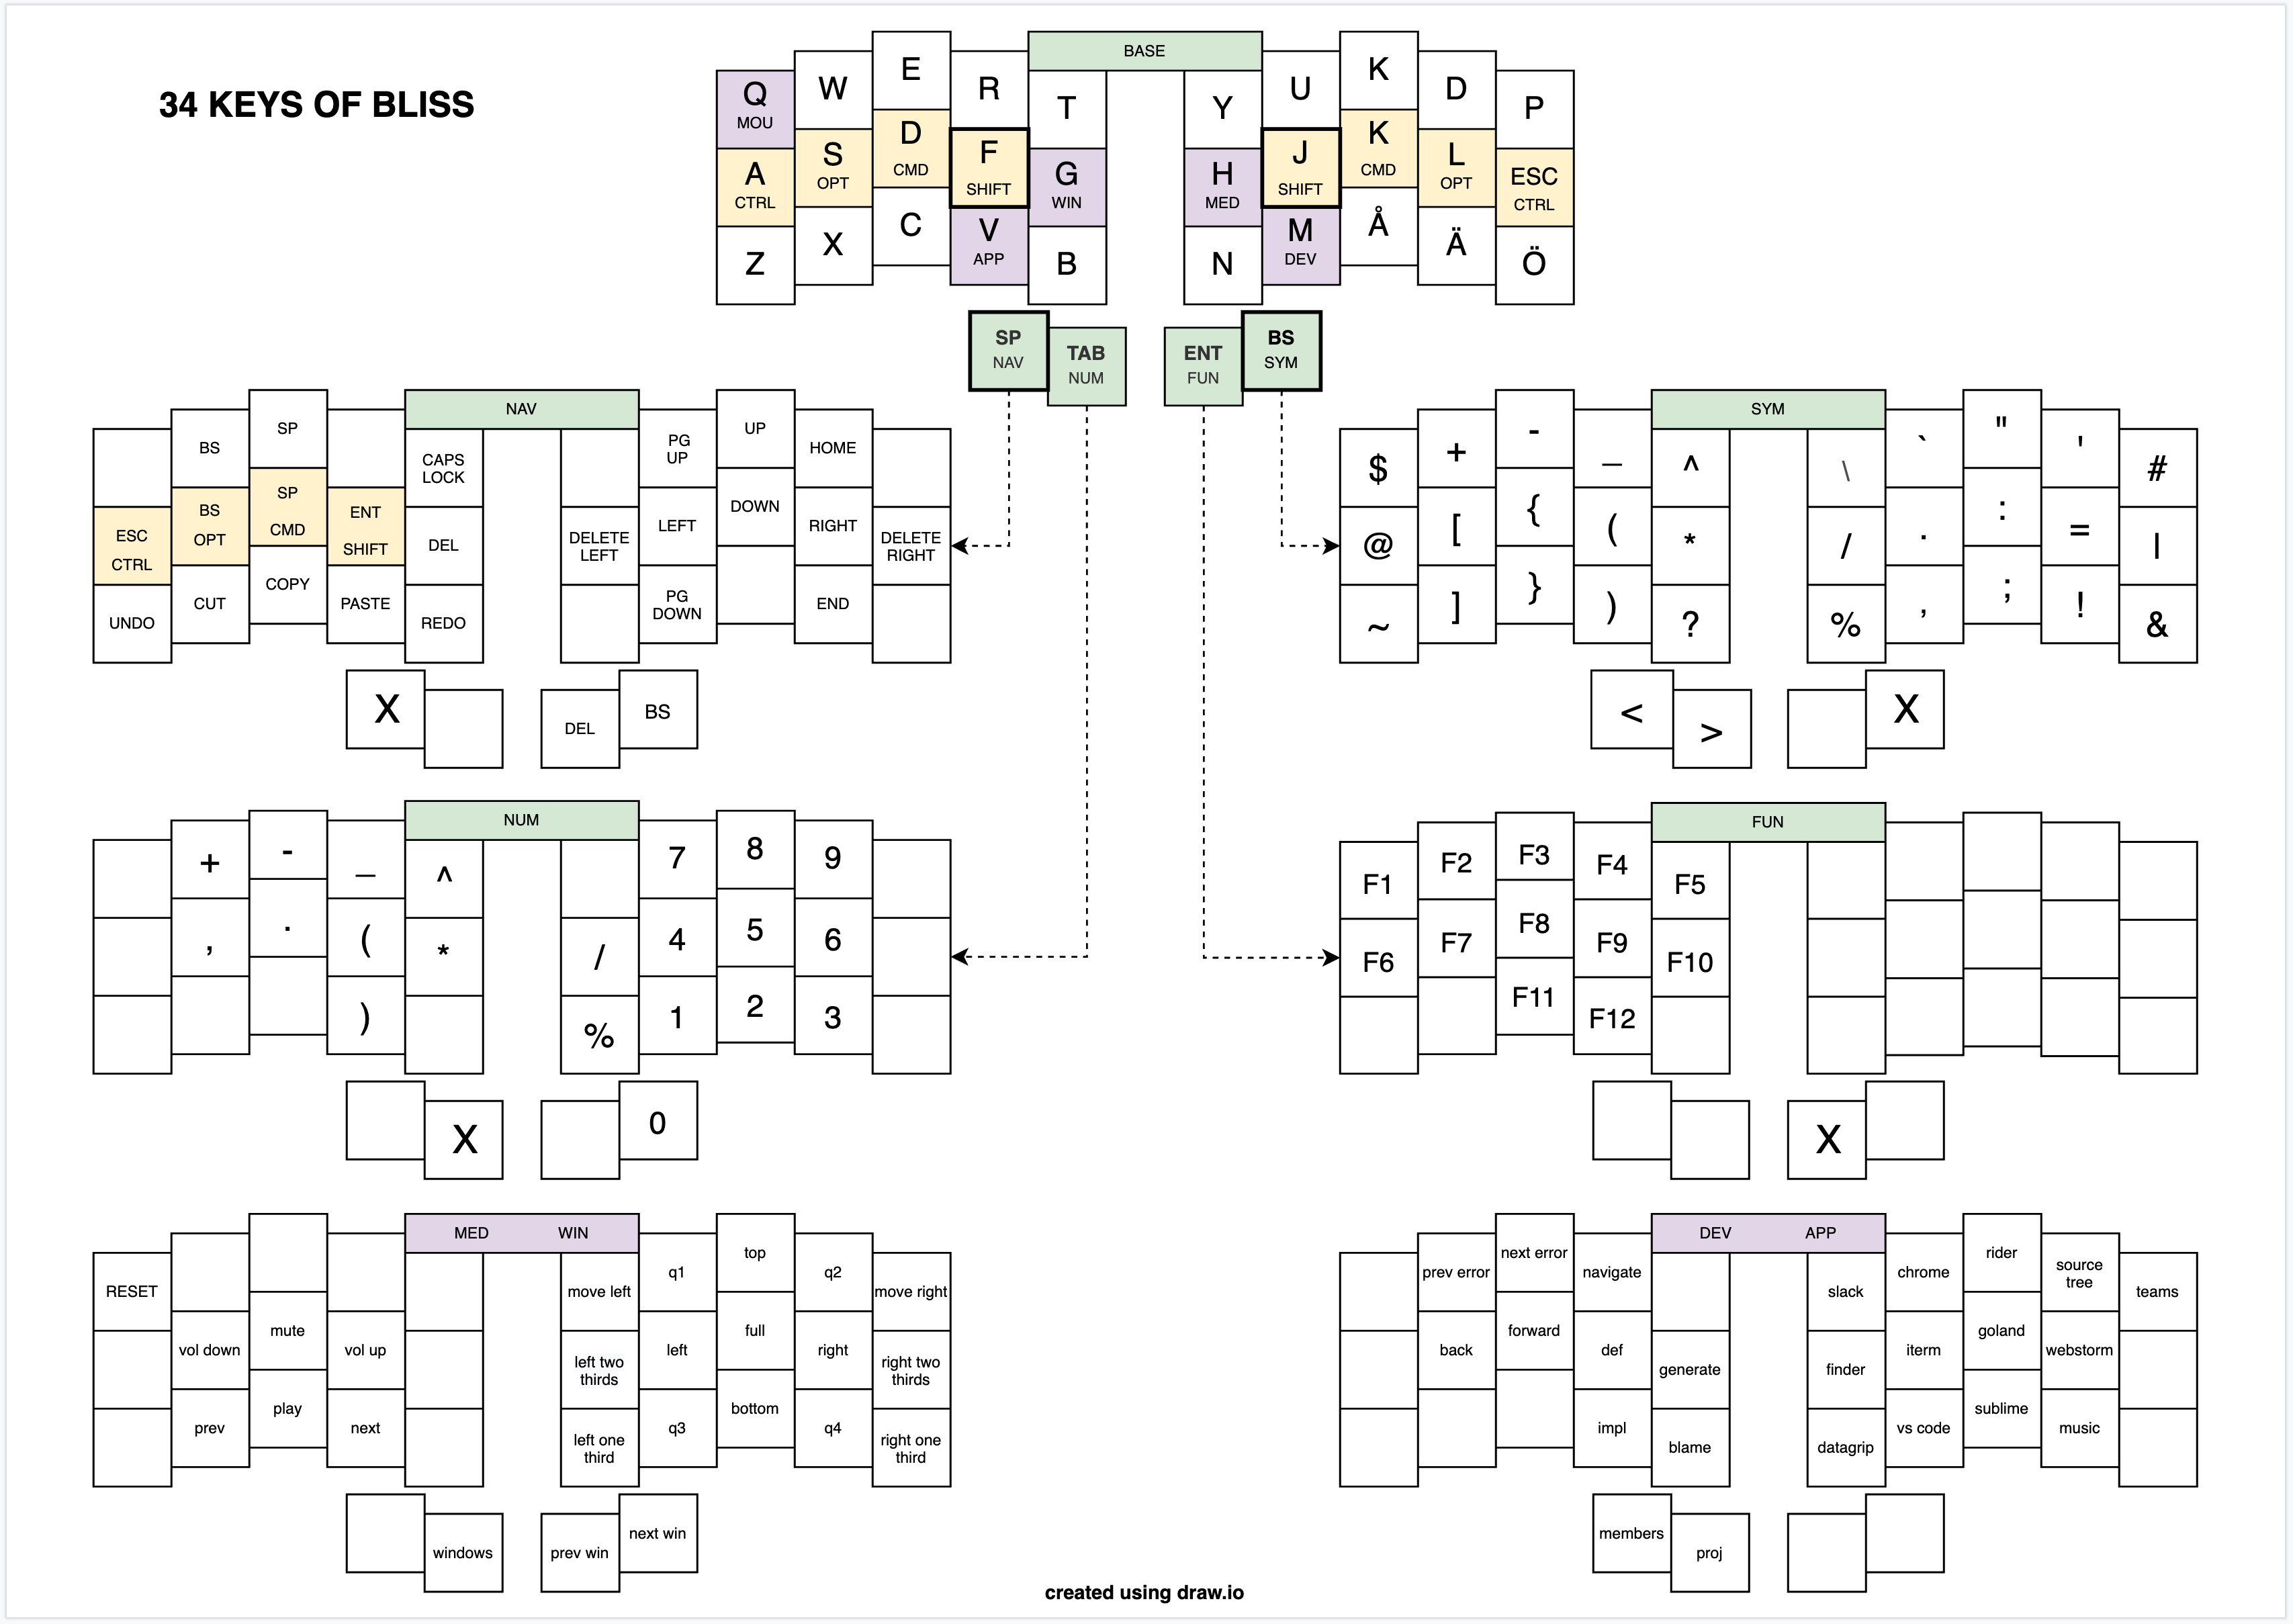 34 KEYS OF BLISS
BASE
Q W E R T Y U K D P
MOU
A S D F G H J K L ESC
CTRL OPT CMD SHIFT WIN MED SHIFT CMD OPT CTRL
Z X C V B N M Å Ä Ö
APP DEV
SP TAB ENT BS
NAV NUM FUN SYM
NAV
BS SP CAPS LOCK PG UP UP HOME
ESC BS SP ENT DEL DELETE LEFT LEFT DOWN RIGHT DELETE RIGHT
CTRL OPT CMD SHIFT
UNDO CUT COPY PASTE REDO PG DOWN END
X DEL BS
SYM
$ + - _ ^ \ ` " ' #
@ [ { ( * / . : = |
~ ] } ) ? % , ; ! &
< > X
NUM
+ - _ ^ 7 8 9
, . ( * / 4 5 6
) % 1 2 3
X 0
FUN
F1 F2 F3 F4 F5
F6 F7 F8 F9 F10
F11 F12
X
MED WIN
RESET move left q1 top q2 move right
vol down mute vol up left two thirds left full right right two thirds
prev play next left one third q3 bottom q4 right one third
windows prev win next win
DEV APP
prev error next error navigate slack chrome rider source tree teams
back forward def generate finder iterm goland webstorm
impl blame datagrip vs code sublime music
members proj
created using draw.io